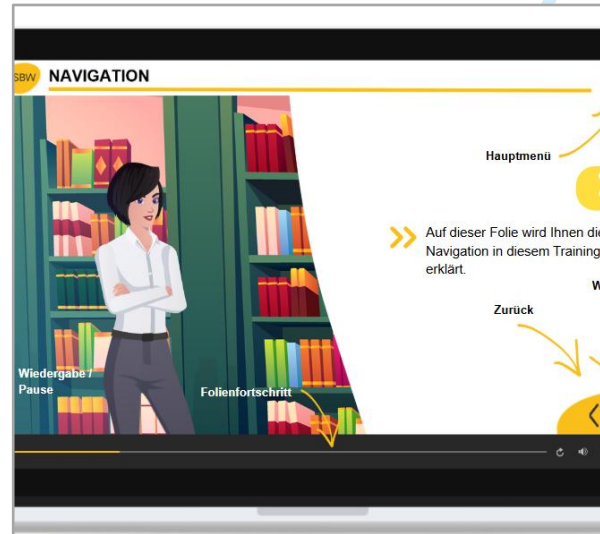 SBW
NAVIGATION
Hauptmenü
Auf dieser Folie wird Ihnen die
Navigation in diesem Training
erklärt.
W
Zurück
Wiedergabe /
Pause
Folienfortschritt